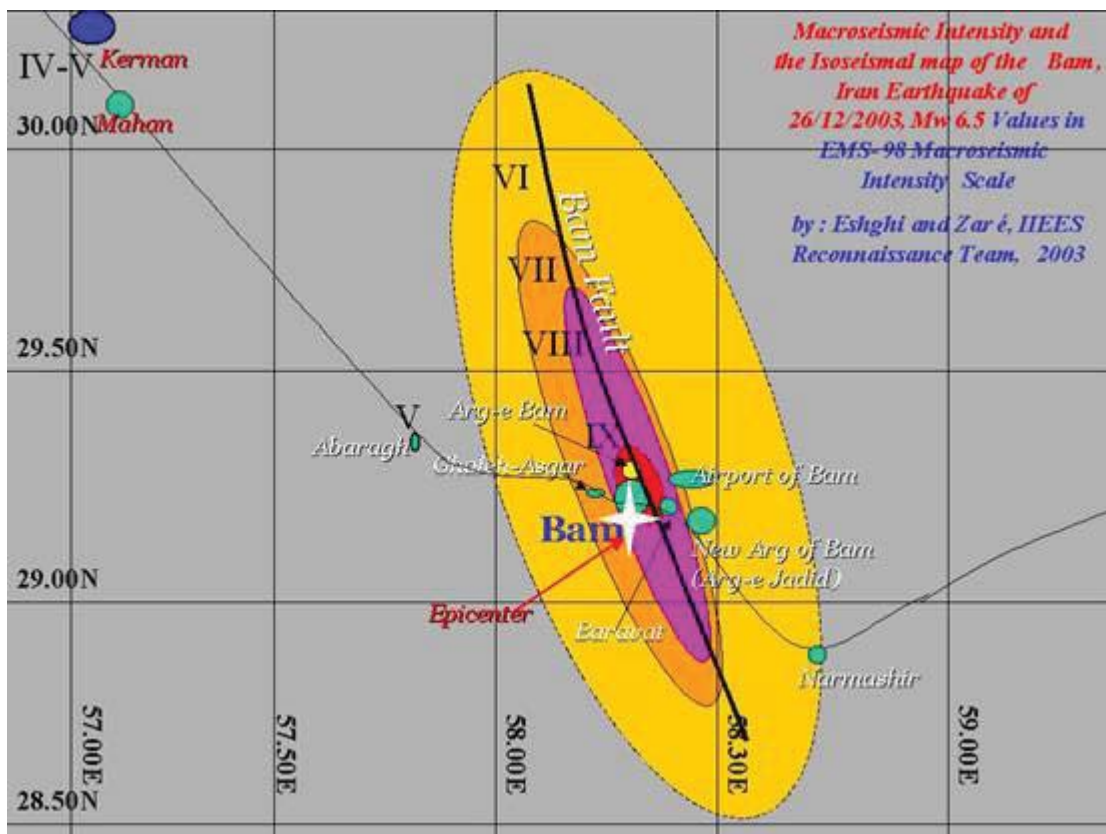 Macroseismic Intensity and
the Isoseismal map of the Bam,
Iran Earthquake of
26/12/2003, Mw 6.5 Values in
EMS-98 Macroseismic
Intensity Scale
by : Eshghi and Zaré, IIEES
Reconnaissance Team, 2003
Kerman
IV-V
Mahan
30.00N
VI
Bam Fault
VII
VIII
29.50N
V
Abaragh
Arg-e Bam
IX
Gholeh-Asgar
Airport of Bam
Bam
New Arg of Bam
(Arg-e Jadid)
29.00N
Epicenter
Baravat
Narmashir
57.00E
57.50E
58.00E
58.30E
59.00E
28.50N